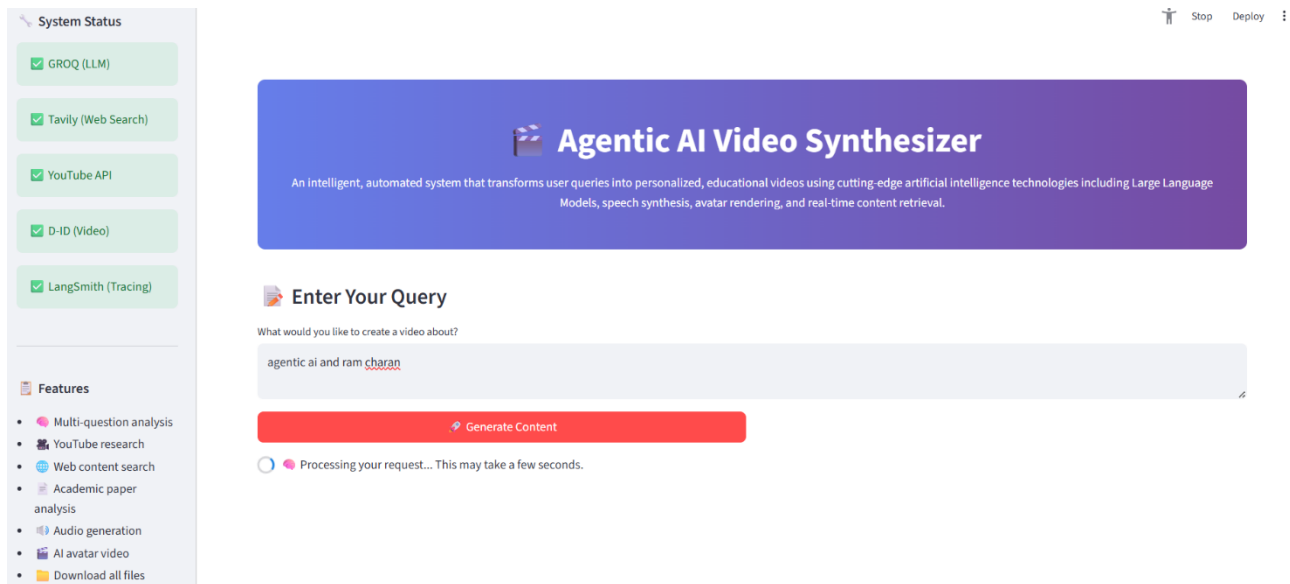 System Status
GROQ (LLM)
Tavily (Web Search)
YouTube API
D-ID (Video)
LangSmith (Tracing)
Features
Multi-question analysis
YouTube research
Web content search
Academic paper
analysis
Audio generation
AI avatar video
Download all files
Stop Deploy
Agentic AI Video Synthesizer
An intelligent, automated system that transforms user queries into personalized, educational videos using cutting-edge artificial intelligence technologies including Large Language
Models, speech synthesis, avatar rendering, and real-time content retrieval.
Enter Your Query
What would you like to create a video about?
agentic ai and ram charan
Generate Content
Processing your request... This may take a few seconds.